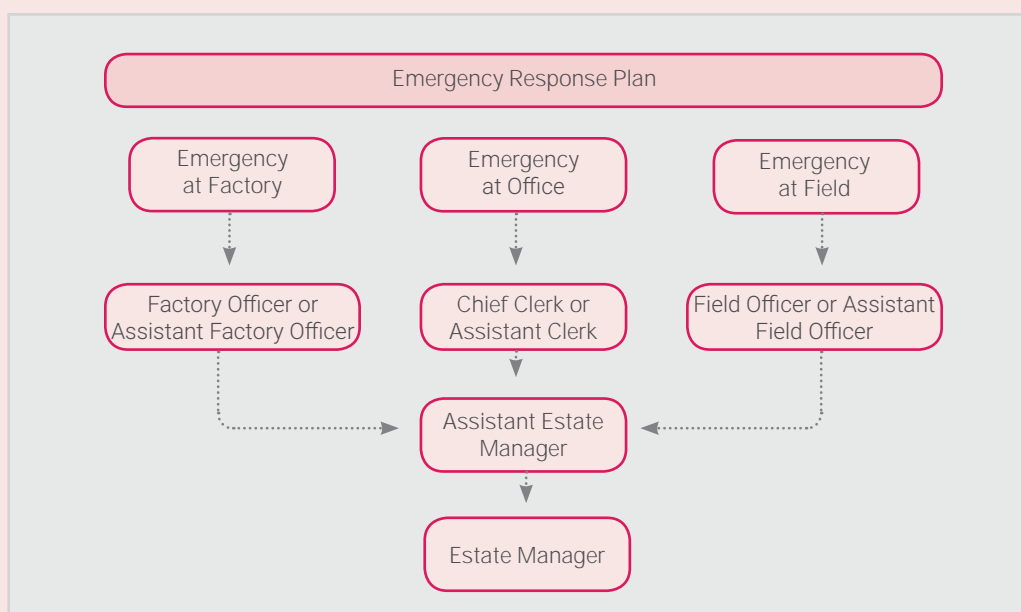 Emergency Response Plan
Emergency
at Factory
Emergency
at Office
Emergency
at Field
Factory Officer or
Assistant Factory Officer
Chief Clerk or
Assistant Clerk
Field Officer or Assistant
Field Officer
Assistant Estate
Manager
Estate Manager